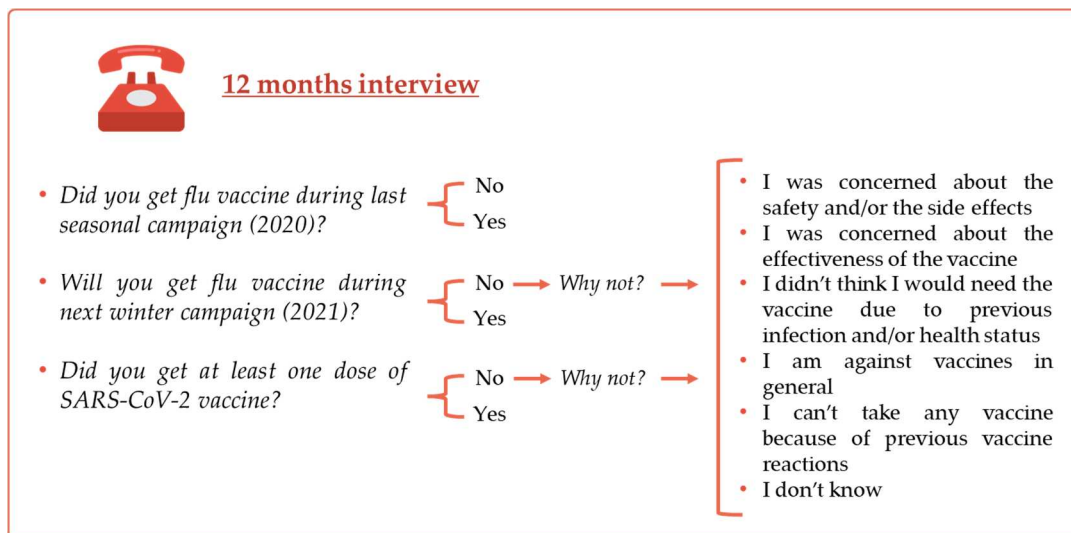 12 months interview
• Did you get flu vaccine during last
seasonal campaign (2020)?
No
Yes
• Will you get flu vaccine during
next winter campaign (2021)?
No
Why not?
Yes
• Did you get at least one dose of
SARS-CoV-2 vaccine?
No
Why not?
Yes
• I was concerned about the
safety and/or the side effects
• I was concerned about the
effectiveness of the vaccine
• I didn't think I would need the
vaccine due to previous
infection and/or health status
• I am against vaccines in
general
• I can't take any vaccine
because of previous vaccine
reactions
• I don't know